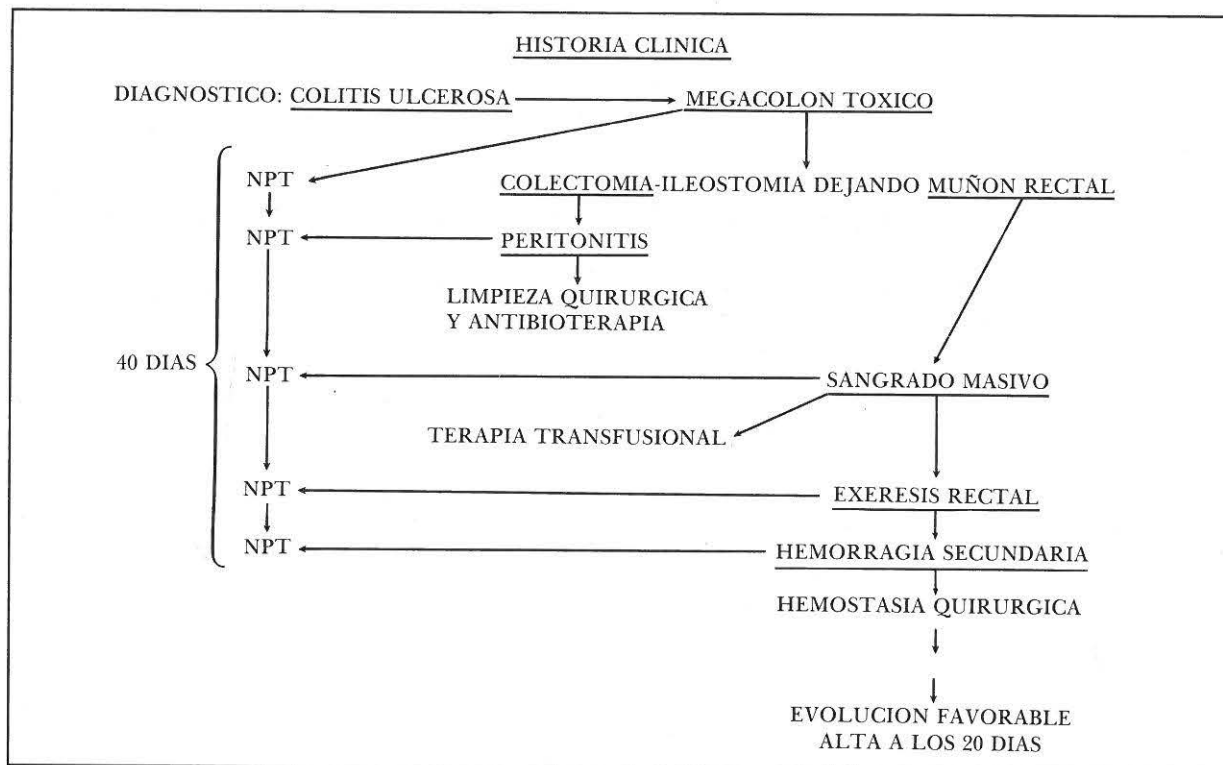 HISTORIA CLINICA
DIAGNOSTICO: COLITIS ULCEROSA
MEGACOLON TOXICO
NPT
COLECTOMIA-ILEOSTOMIA DEJANDO MUÑON RECTAL
NPT
PERITONITIS
LIMPIEZA QUIRURGICA
Y ANTIBIOTERAPIA
40 DIAS
NPT
SANGRADO MASIVO
TERAPIA TRANSFUSIONAL
NPT
EXERESIS RECTAL
NPT
HEMORRAGIA SECUNDARIA
HEMOSTASIA QUIRURGICA
EVOLUCION FAVORABLE
ALTA A LOS 20 DIAS